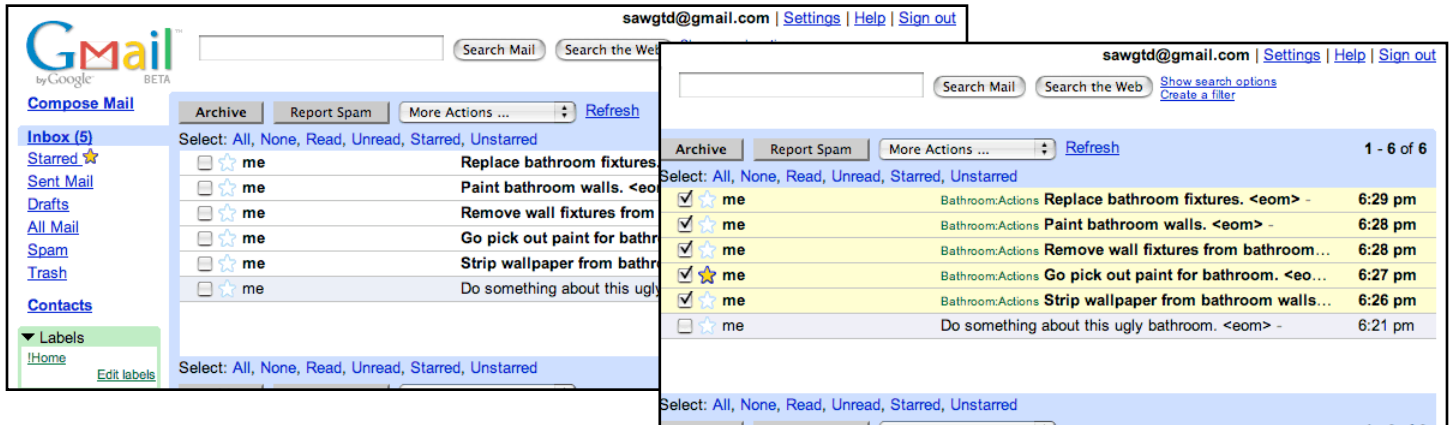 sawgtd@gmail.com | Settings | Help | Sign out
Gmail
by Google BETA
Search Mail Search the Web
Compose Mail
Archive Report Spam More Actions ... Refresh
Inbox (5)
Select: All, None, Read, Unread, Starred, Unstarred
Starred
Sent Mail
Drafts
All Mail
Spam
Trash
Contacts
Labels
!Home
Edit labels
me Replace bathroom fixtures.
me Paint bathroom walls. <eo
me Remove wall fixtures from
me Go pick out paint for bathr
me Strip wallpaper from bathr
me Do something about this ugly
Select: All, None, Read, Unread, Starred, Unstarred
sawgtd@gmail.com | Settings | Help | Sign out
Search Mail Search the Web Show search options
Create a filter
Archive Report Spam More Actions ... Refresh 1 - 6 of 6
Select: All, None, Read, Unread, Starred, Unstarred
me Bathroom:Actions Replace bathroom fixtures. <eom> - 6:29 pm
me Bathroom:Actions Paint bathroom walls. <eom> - 6:28 pm
me Bathroom:Actions Remove wall fixtures from bathroom... 6:28 pm
me Bathroom:Actions Go pick out paint for bathroom. <eo... 6:27 pm
me Bathroom:Actions Strip wallpaper from bathroom walls... 6:26 pm
me Do something about this ugly bathroom. <eom> - 6:21 pm
Select: All, None, Read, Unread, Starred, Unstarred